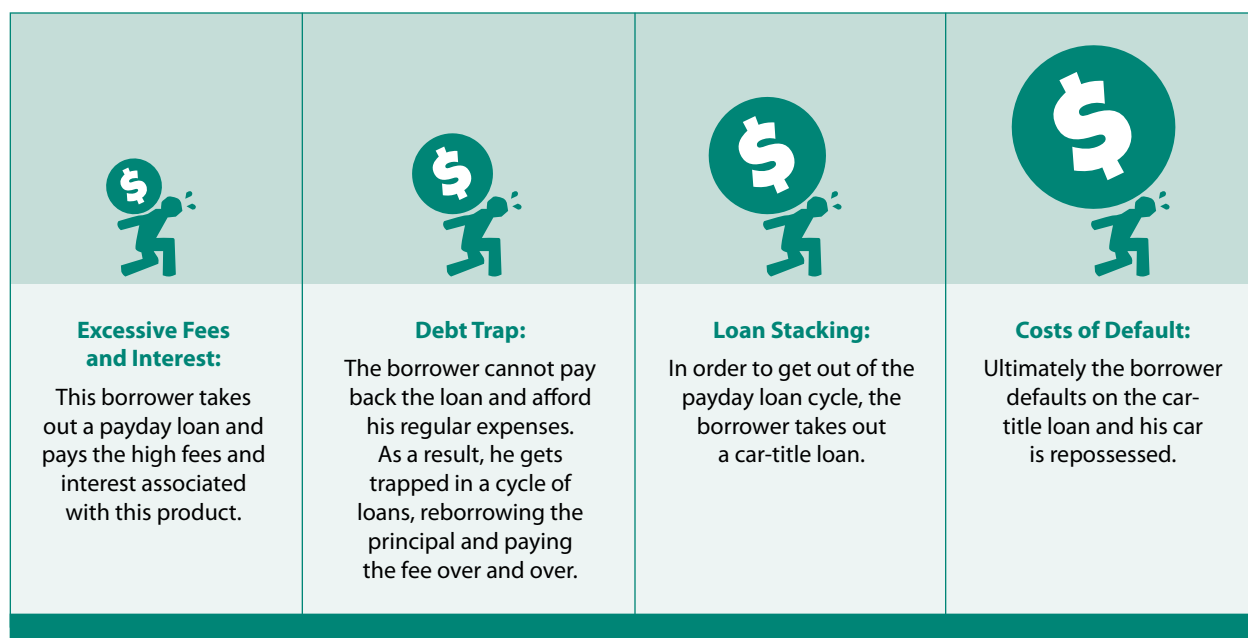 $
$
$
$
Excessive Fees
and Interest:
This borrower takes
out a payday loan and
pays the high fees and
interest associated
with this product.
Debt Trap:
The borrower cannot pay
back the loan and afford
his regular expenses.
As a result, he gets
trapped in a cycle of
loans, reborrowing the
principal and paying
the fee over and over.
Loan Stacking:
In order to get out of the
payday loan cycle, the
borrower takes out
a car-title loan.
Costs of Default:
Ultimately the borrower
defaults on the car-
title loan and his car
is repossessed.